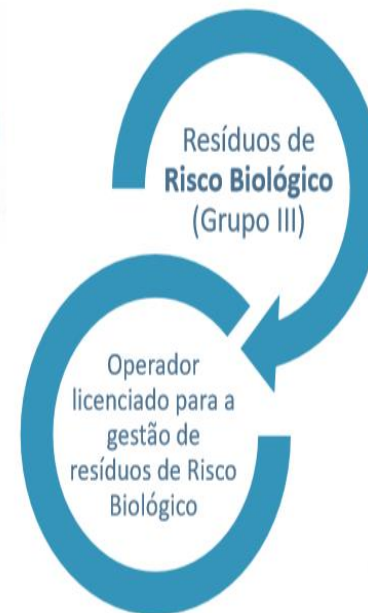 Resíduos de
Risco Biológico
(Grupo III)
Operador
licenciado para a
gestão de
resíduos de Risco
Biológico